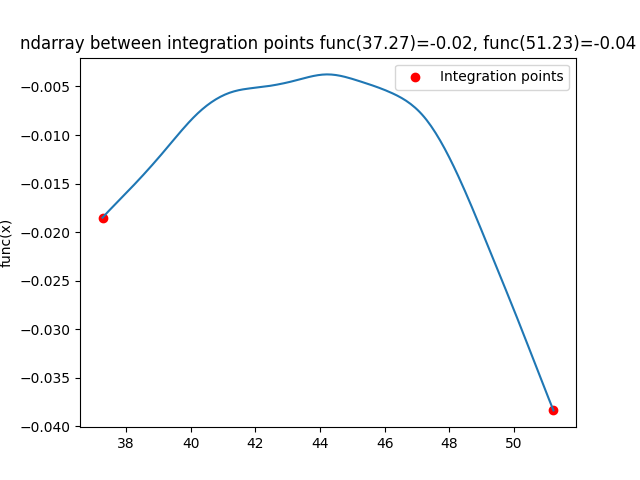 ndarray between integration points func(37.27)=-0.02, func(51.23)=-0.04
Integration points
func(x)
−0.005
−0.010
−0.015
−0.020
−0.025
−0.030
−0.035
−0.040
38 40 42 44 46 48 50